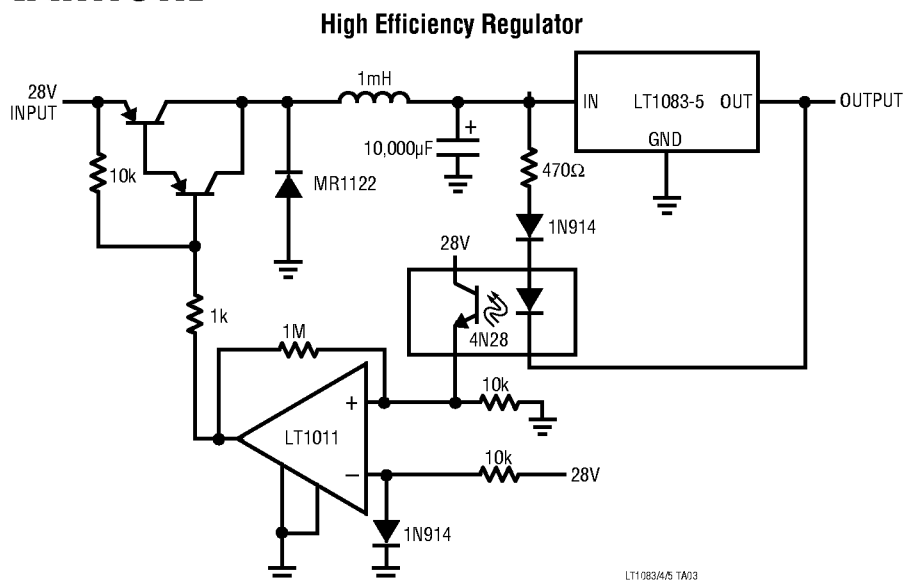 High Efficiency Regulator
28V
INPUT
1mH
IN
LT1083-5
OUT
GND
OUTPUT
10,000µF
+
470Ω
10k
MR1122
1N914
28V
4N28
1k
1M
+
LT1011
−
10k
10k
28V
1N914
LT1083/4/5 TA03